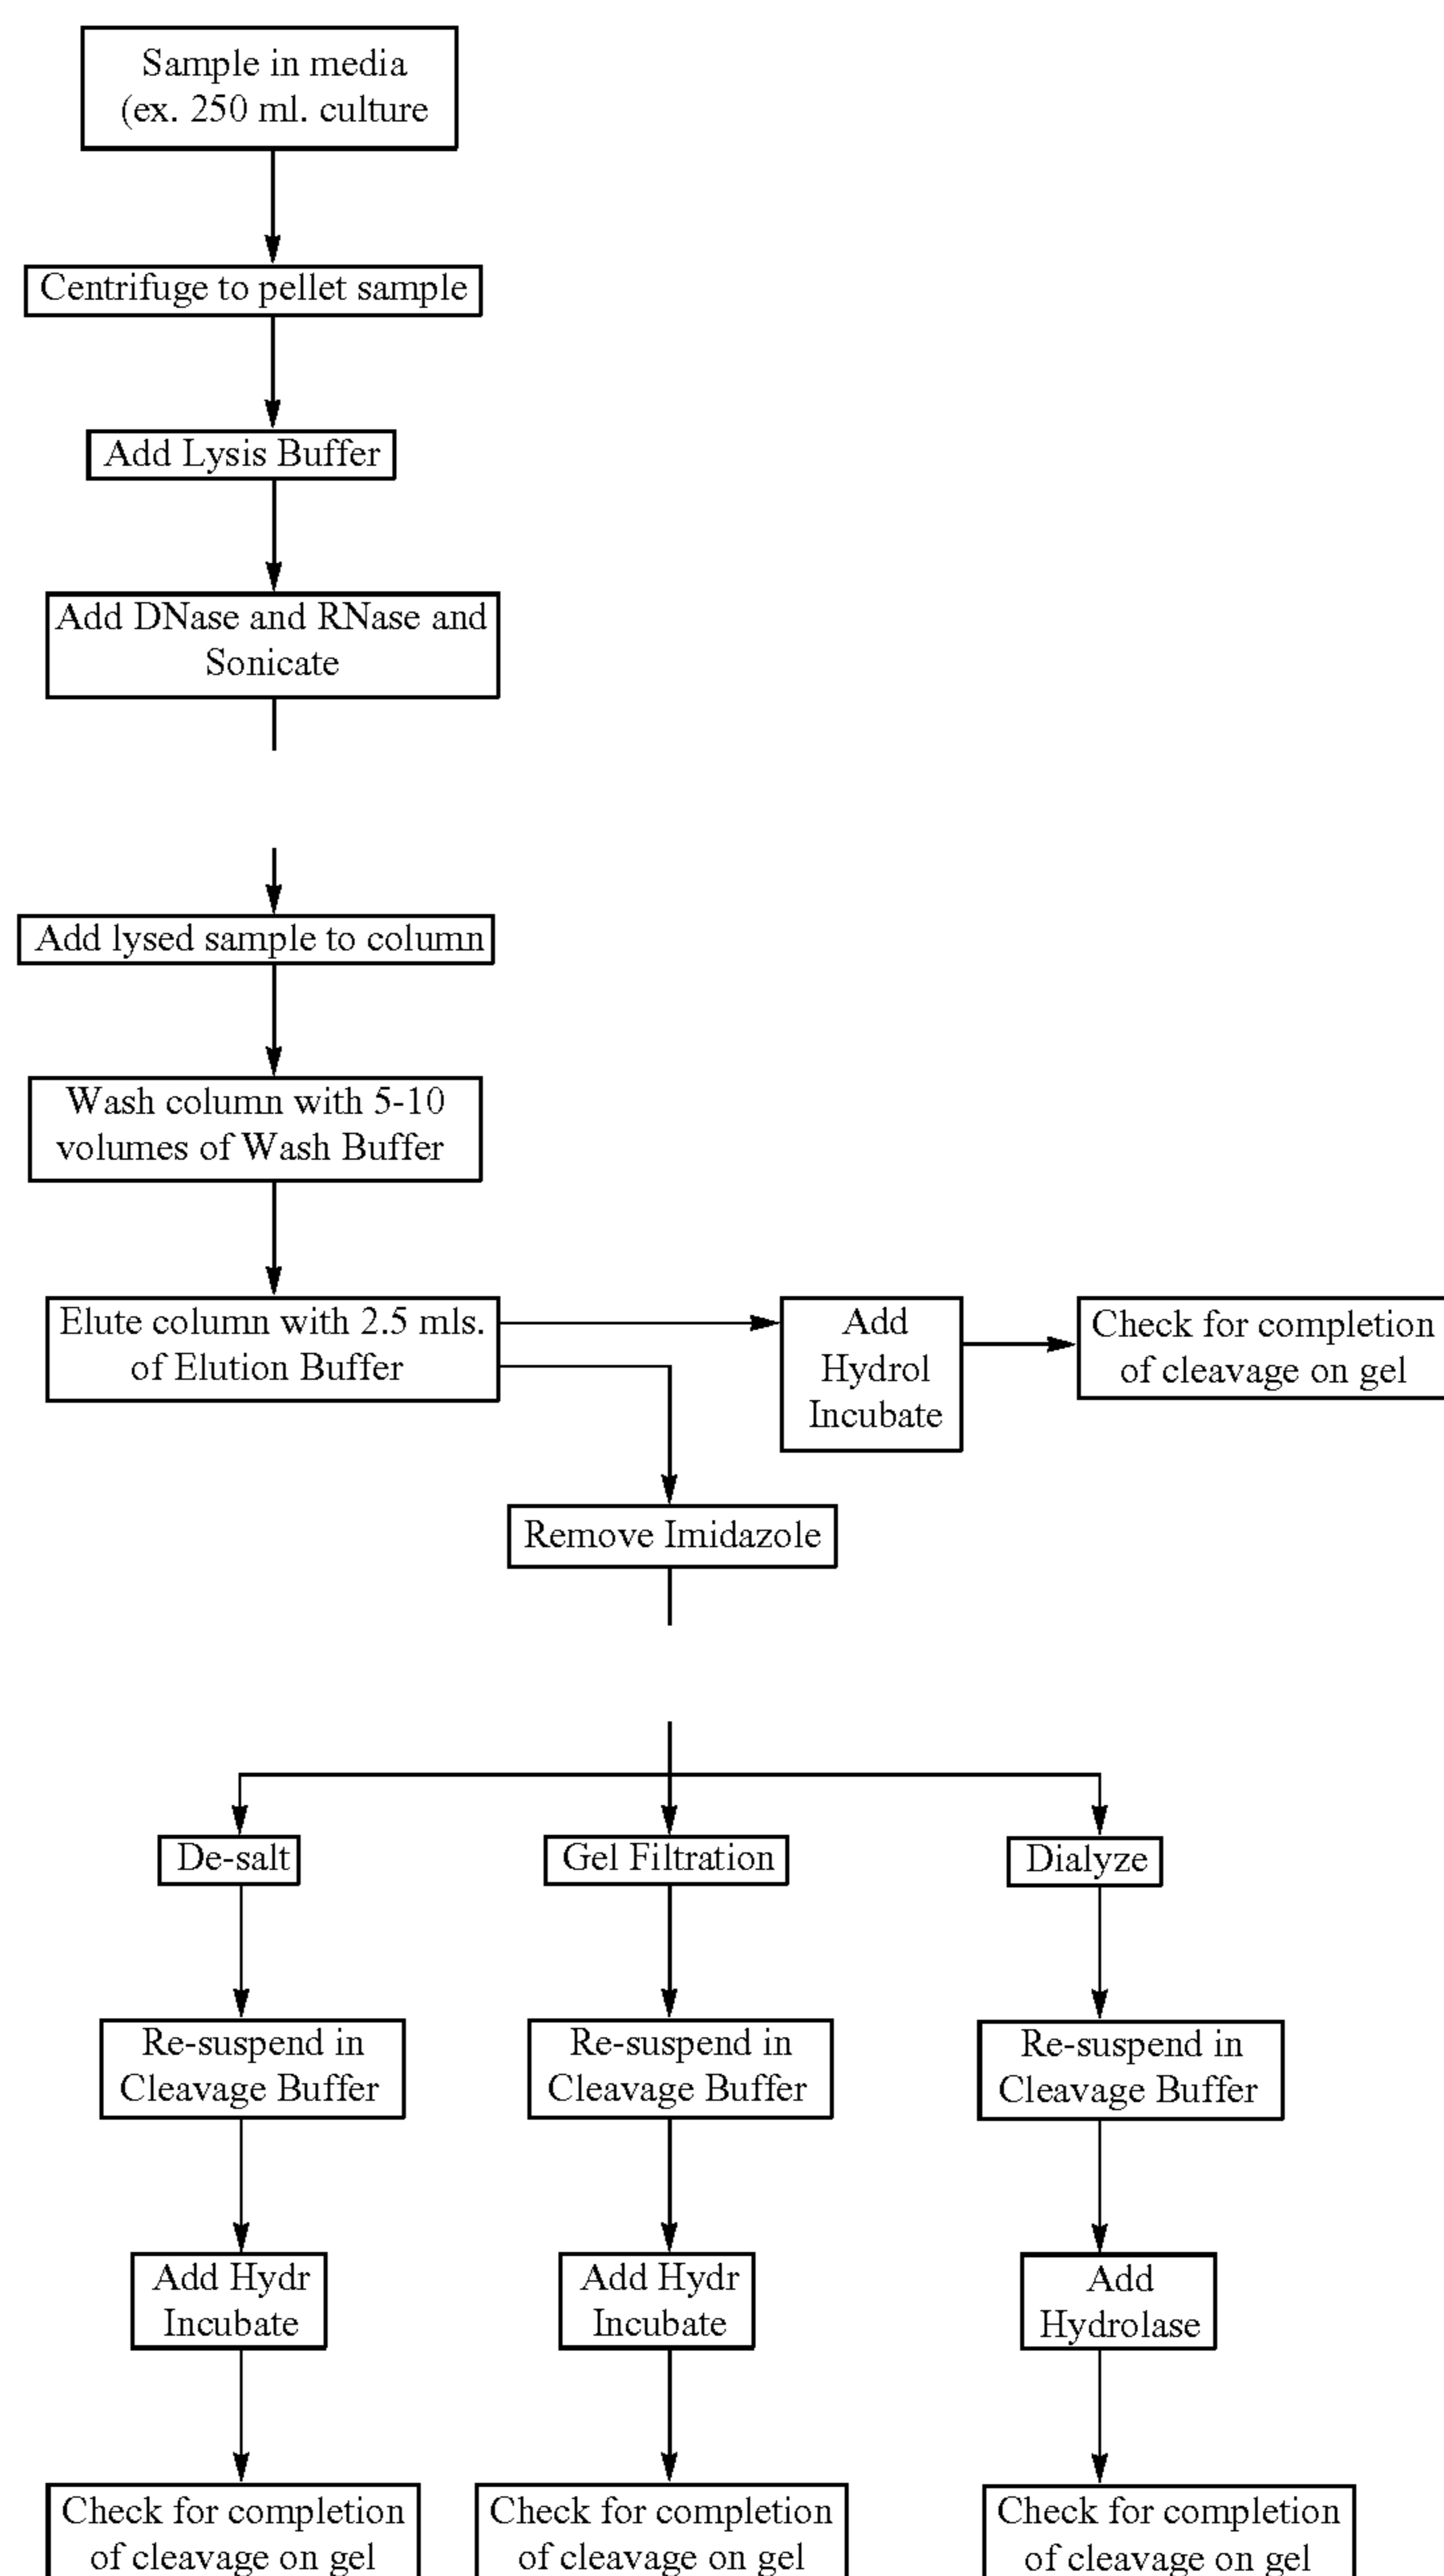 Sample in media
(ex. 250 ml. culture
Centrifuge to pellet sample
Add Lysis Buffer
Add DNase and RNase and
Sonicate
Add lysed sample to column
Wash column with 5-10
volumes of Wash Buffer
Elute column with 2.5 mls.
of Elution Buffer
Add
Hydrol
Incubate
Check for completion
of cleavage on gel
Remove Imidazole
De-salt
Gel Filtration
Dialyze
Re-suspend in
Cleavage Buffer
Re-suspend in
Cleavage Buffer
Re-suspend in
Cleavage Buffer
Add Hydr
Incubate
Add Hydr
Incubate
Add
Hydrolase
Check for completion
of cleavage on gel
Check for completion
of cleavage on gel
Check for completion
of cleavage on gel